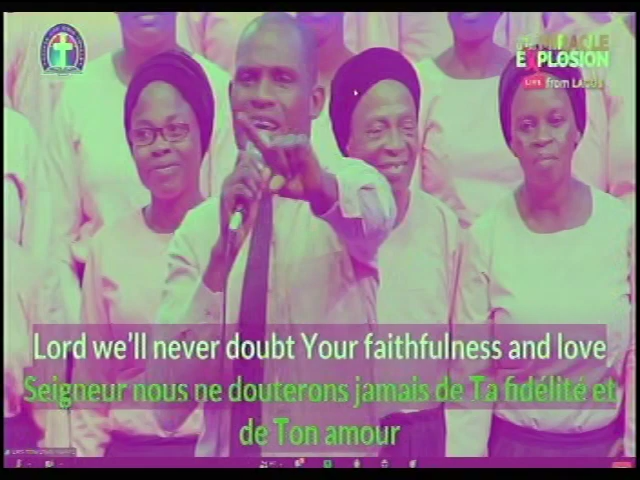 MIRACLE
EXPLOSION
LIVE from LAGOS
Lord we'll never doubt Your faithfulness and love
Seigneur nous ne douterons jamais de Ta fidélité et
de Ton amour